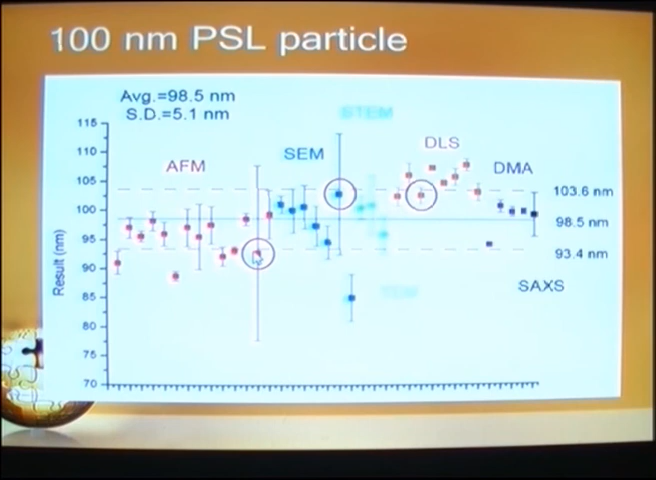 100 nm PSL particle
Avg.=98.5 nm
S.D.=5.1 nm
STEM
DLS
SEM
AFM
DMA
TEM
SAXS
103.6 nm
98.5 nm
93.4 nm
Result (nm)
115
110
105
100
95
90
85
80
75
70